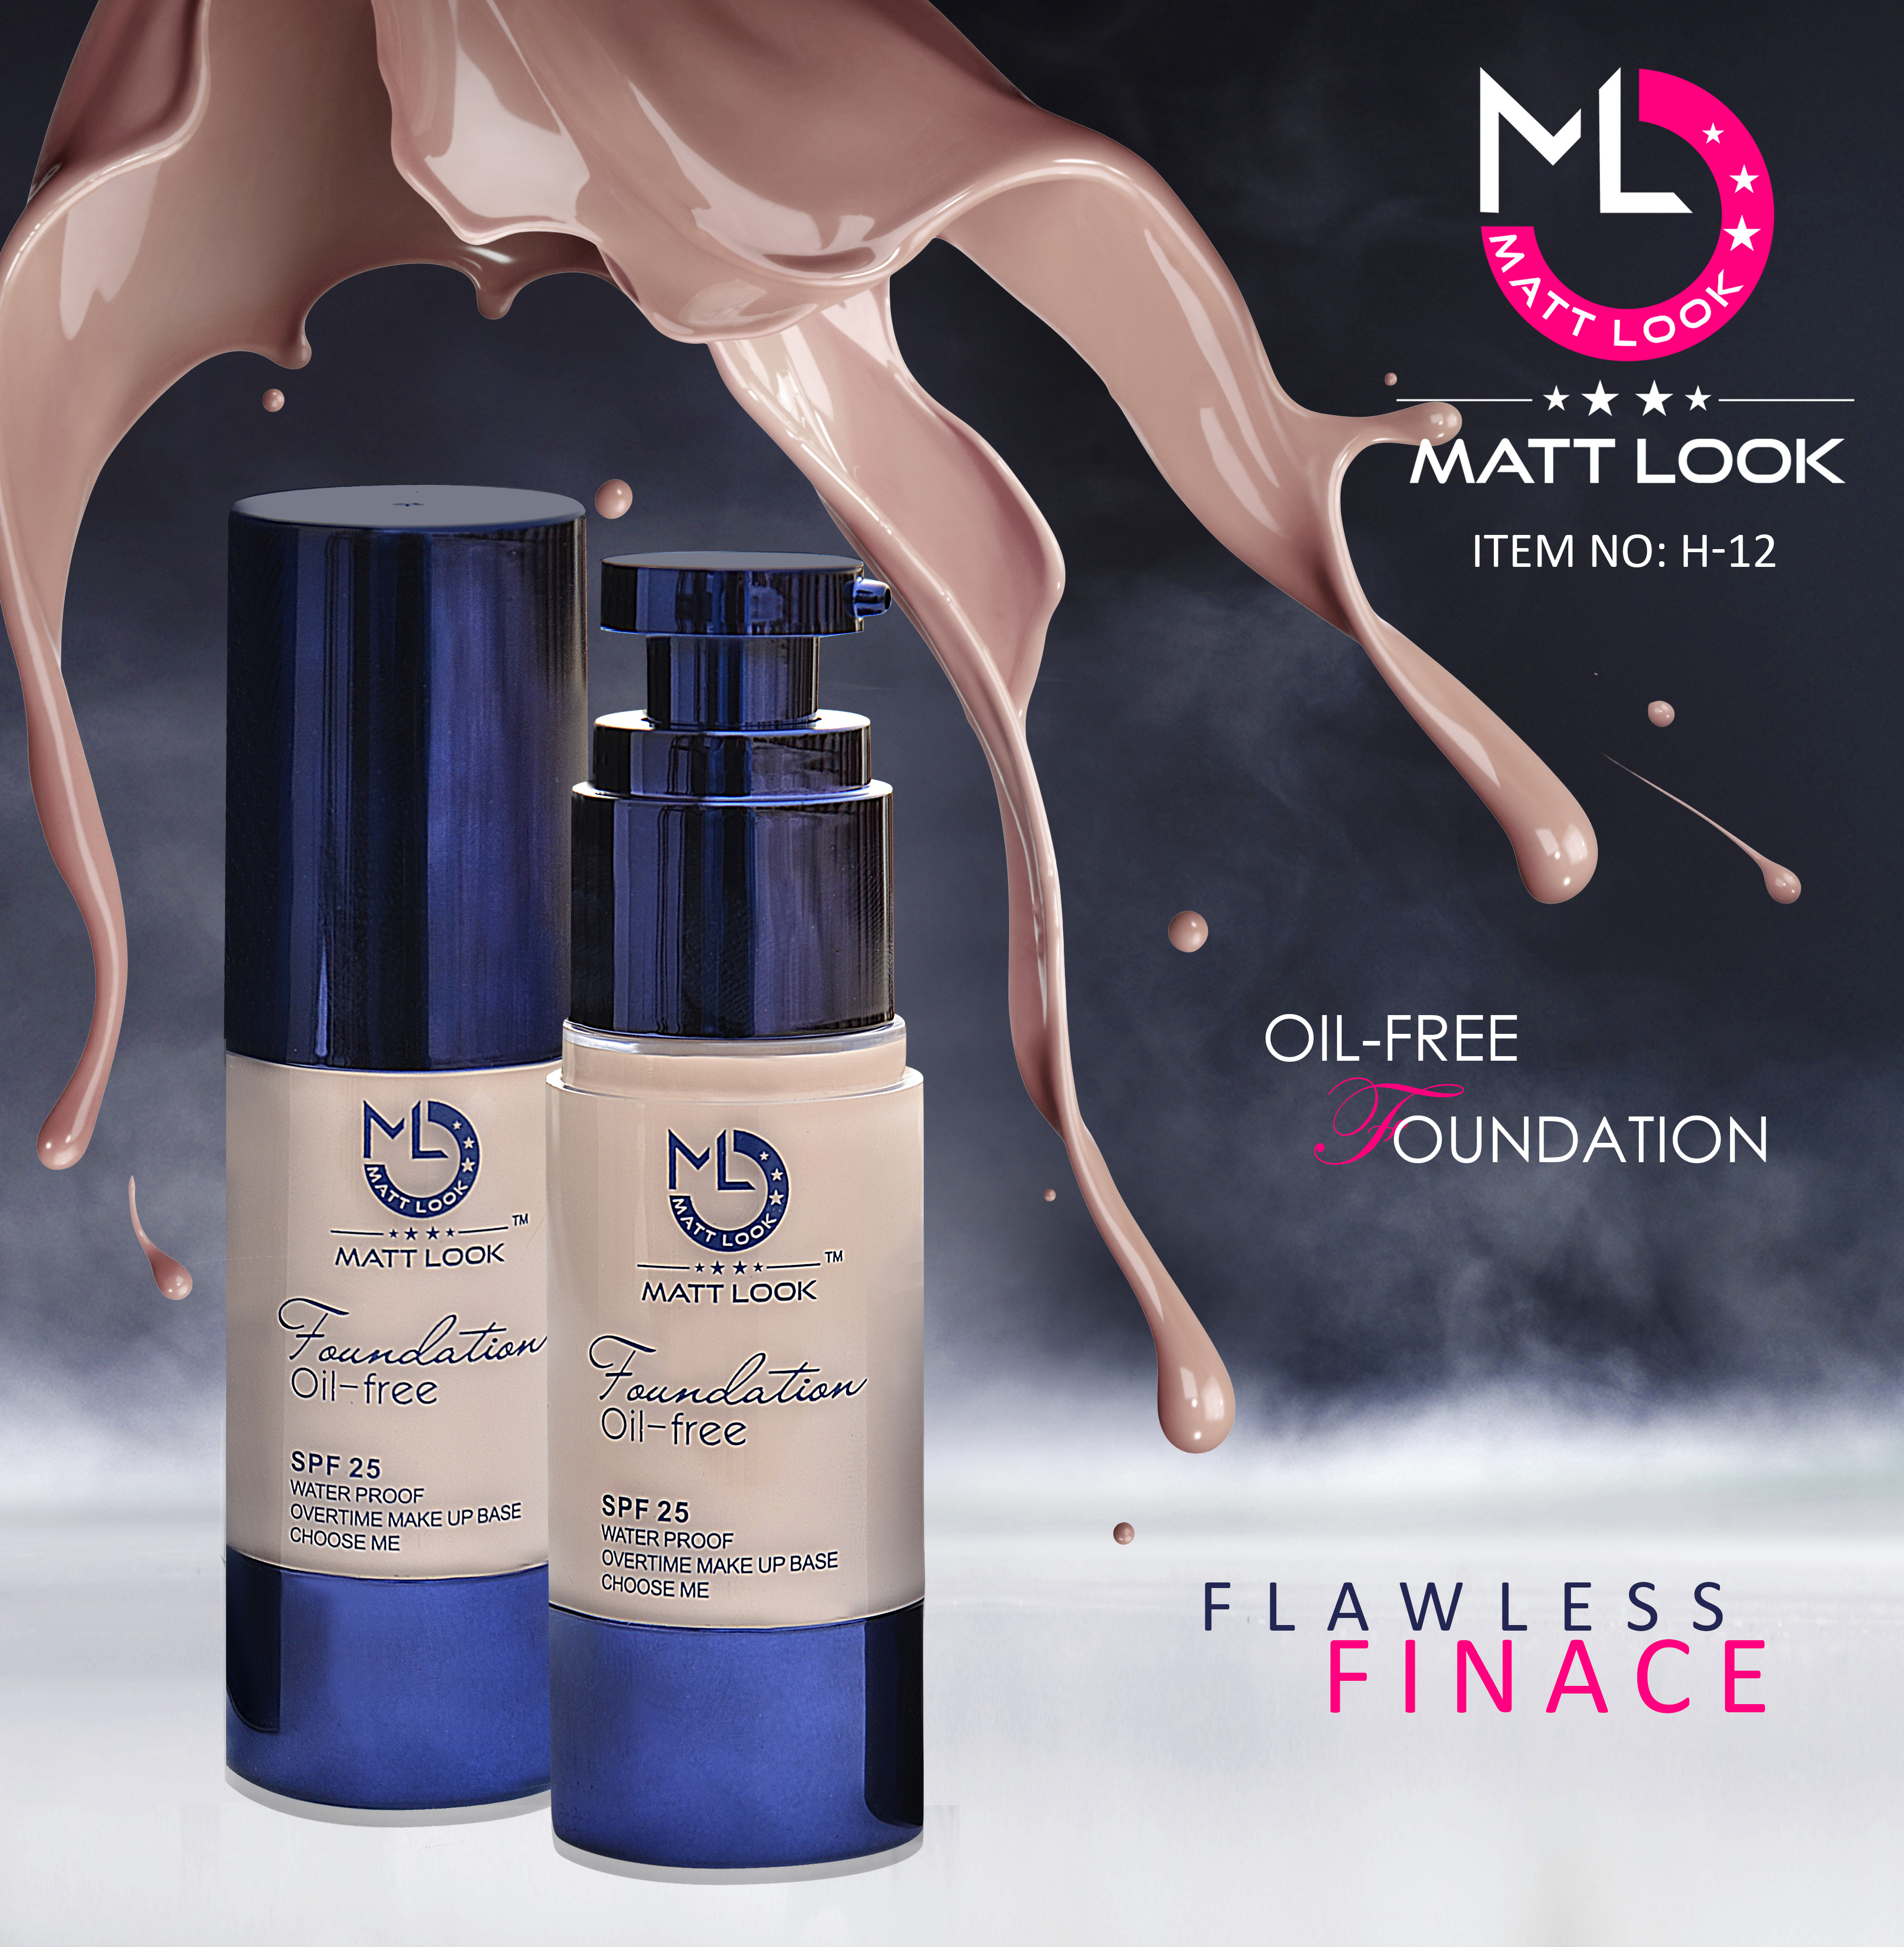 ML
MATT LOOK
MATT LOOK
ITEM NO: H-12
OIL-FREE
FOUNDATION
FLAWLESS
FINACE
ML
MATT LOOK
TM
MATT LOOK
Foundation
Oil-free
SPF 25
WATER PROOF
OVERTIME MAKE UP BASE
CHOOSE ME
ML
MATT LOOK
TM
MATT LOOK
Foundation
Oil-free
SPF 25
WATER PROOF
OVERTIME MAKE UP BASE
CHOOSE ME